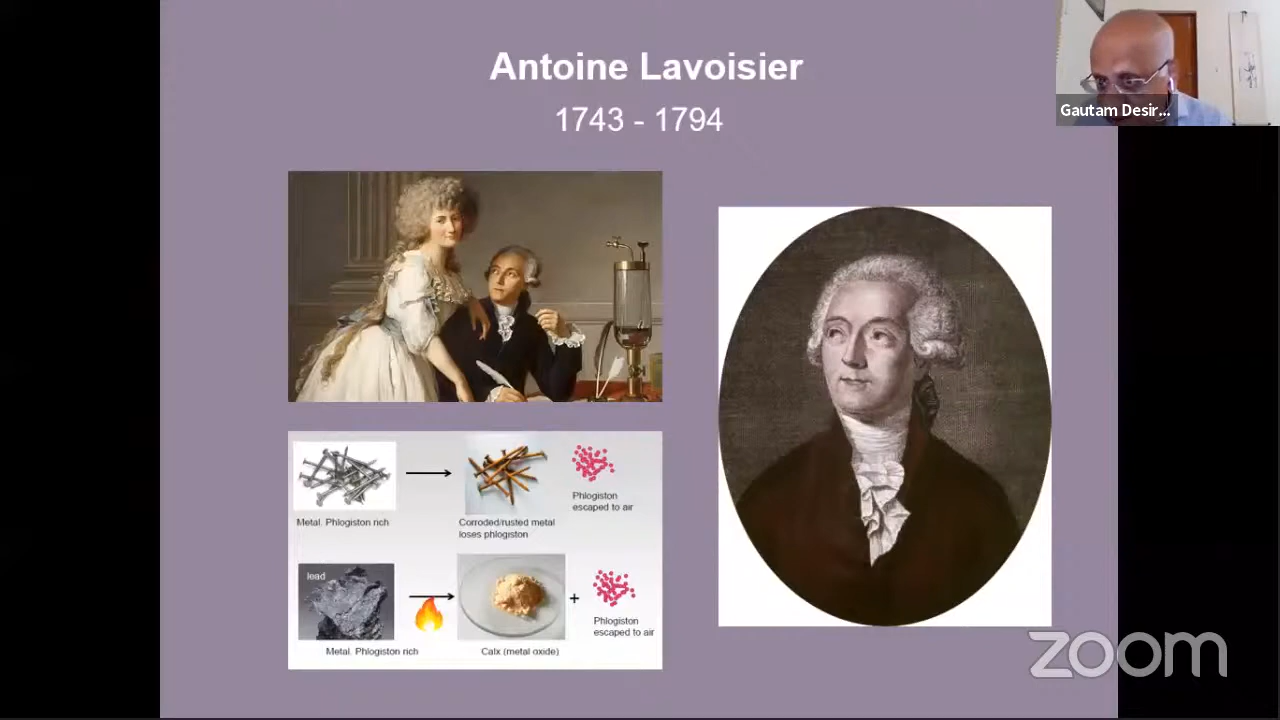 Antoine Lavoisier
1743 - 1794
Gautam Desir...
Metal. Phlogiston rich
Corroded/rusted metal
loses phlogiston
Phlogiston
escaped to air
lead
+
Metal. Phlogiston rich
Calx (metal oxide)
Phlogiston
escaped to air
zoom